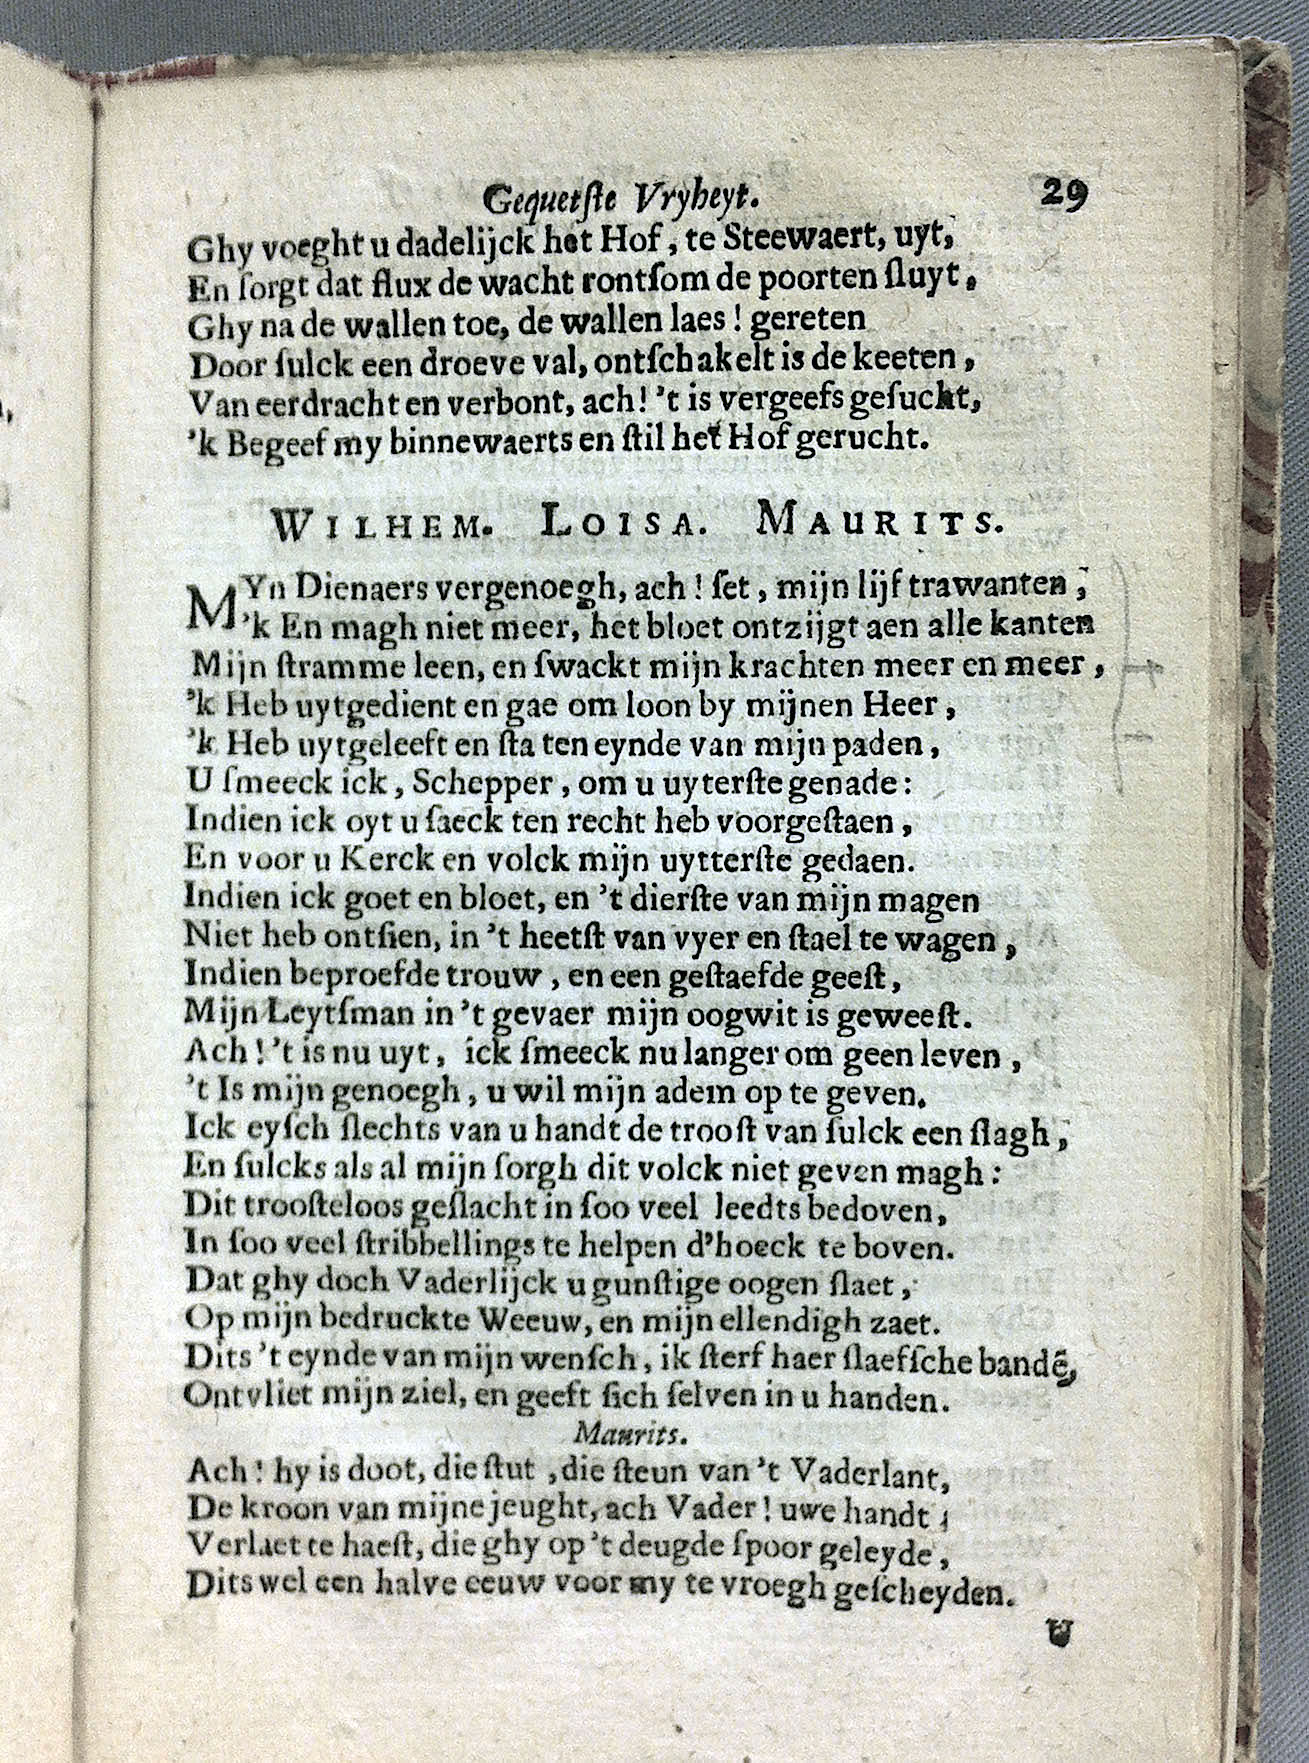 Gequetſte Vryheyt. 29
Ghy voeght u dadelijck het Hof, te Steewaert, uyt,
En ſorgt dat flux de wacht rontſom de poorten ſluyt.
Ghy na de wallen toe, de wallen laes! gereten
Door ſulck een droeve val, ontſchakelt is de keeten,
Van eerdracht en verbont, ach! 't is vergeefs geſucht,
'k Begeef my binnewaerts en ſtil het Hof gerucht.
WILHEM. LOISA. MAURITS.
MYn Dienaers vergenoegh, ach! ſet, mijn lijf trawanten,
'k En magh niet meer, het bloet ontzijgt aen alle kanten
Mijn ſtramme leen, en ſwackt mijn krachten meer en meer,
'k Heb uytgedient en gae om loon by mijnen Heer,
'k Heb uytgeleeft en ſta ten eynde van mijn paden,
U ſmeeck ick, Schepper, om u uyterſte genade:
Indien ick oyt u ſaeck ten recht heb voorgeſtaen,
En voor u Kerck en volck mijn uytterſte gedaen.
Indien ick goet en bloet, en 't dierſte van mijn magen
Niet heb ontſien, in 't heetſt van vyer en ſtael te wagen,
Indien beproefde trouw, en een geſtaefde geeſt,
Mijn Leytſman in 't gevaer mijn oogwit is geweeſt.
Ach! 't is nu uyt, ick ſmeeck nu langer om geen leven,
't Is mijn genoegh, u wil mijn adem op te geven.
Ick eyſch ſlechts van u handt de trooſt van ſulck een ſlagh,
En ſulcks als al mijn ſorgh dit volck niet geven magh:
Dit trooſteloos geſlacht in ſoo veel leedts bedoven,
In ſoo veel ſtribbellings te helpen d'hoeck te boven.
Dat ghy doch Vaderlijck u gunſtige oogen ſlaet,
Op mijn bedruckte Weeuw, en mijn ellendigh zaet.
Dits 't eynde van mijn wenſch, ik ſterf haer ſlaefſche bandē,
Ontvliet mijn ziel, en geeft ſich ſelven in u handen.
Maurits.
Ach! hy is doot, die ſtut, die ſteun van 't Vaderlant,
De kroon van mijne jeught, ach Vader! uwe handt
Verlaet te haeſt, die ghy op 't deugde ſpoor geleyde,
Dits wel een halve eeuw voor my te vroegh geſcheyden.
U